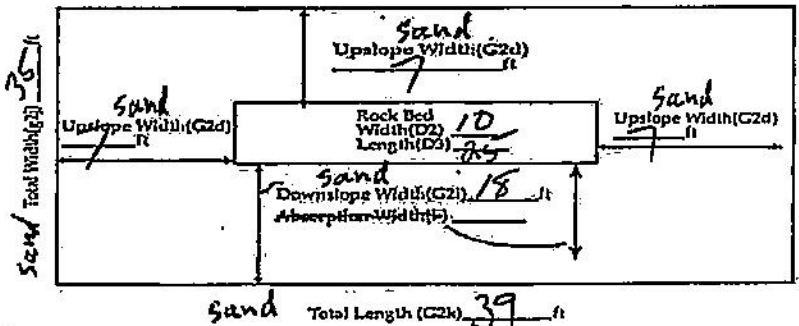 sand
Upslope Width(G2d)
7 ft
sand
Upslope Width(G2d)
7 ft
Rock Bed
Width(D2) 10
Length(D3) 25
sand
Upslope Width(G2d)
7 ft
sand Total Width(g2j) 35 ft
sand
Downslope Width(G2i) 18 ft
Absorption Width(
sand Total Length (G2k) 39 ft